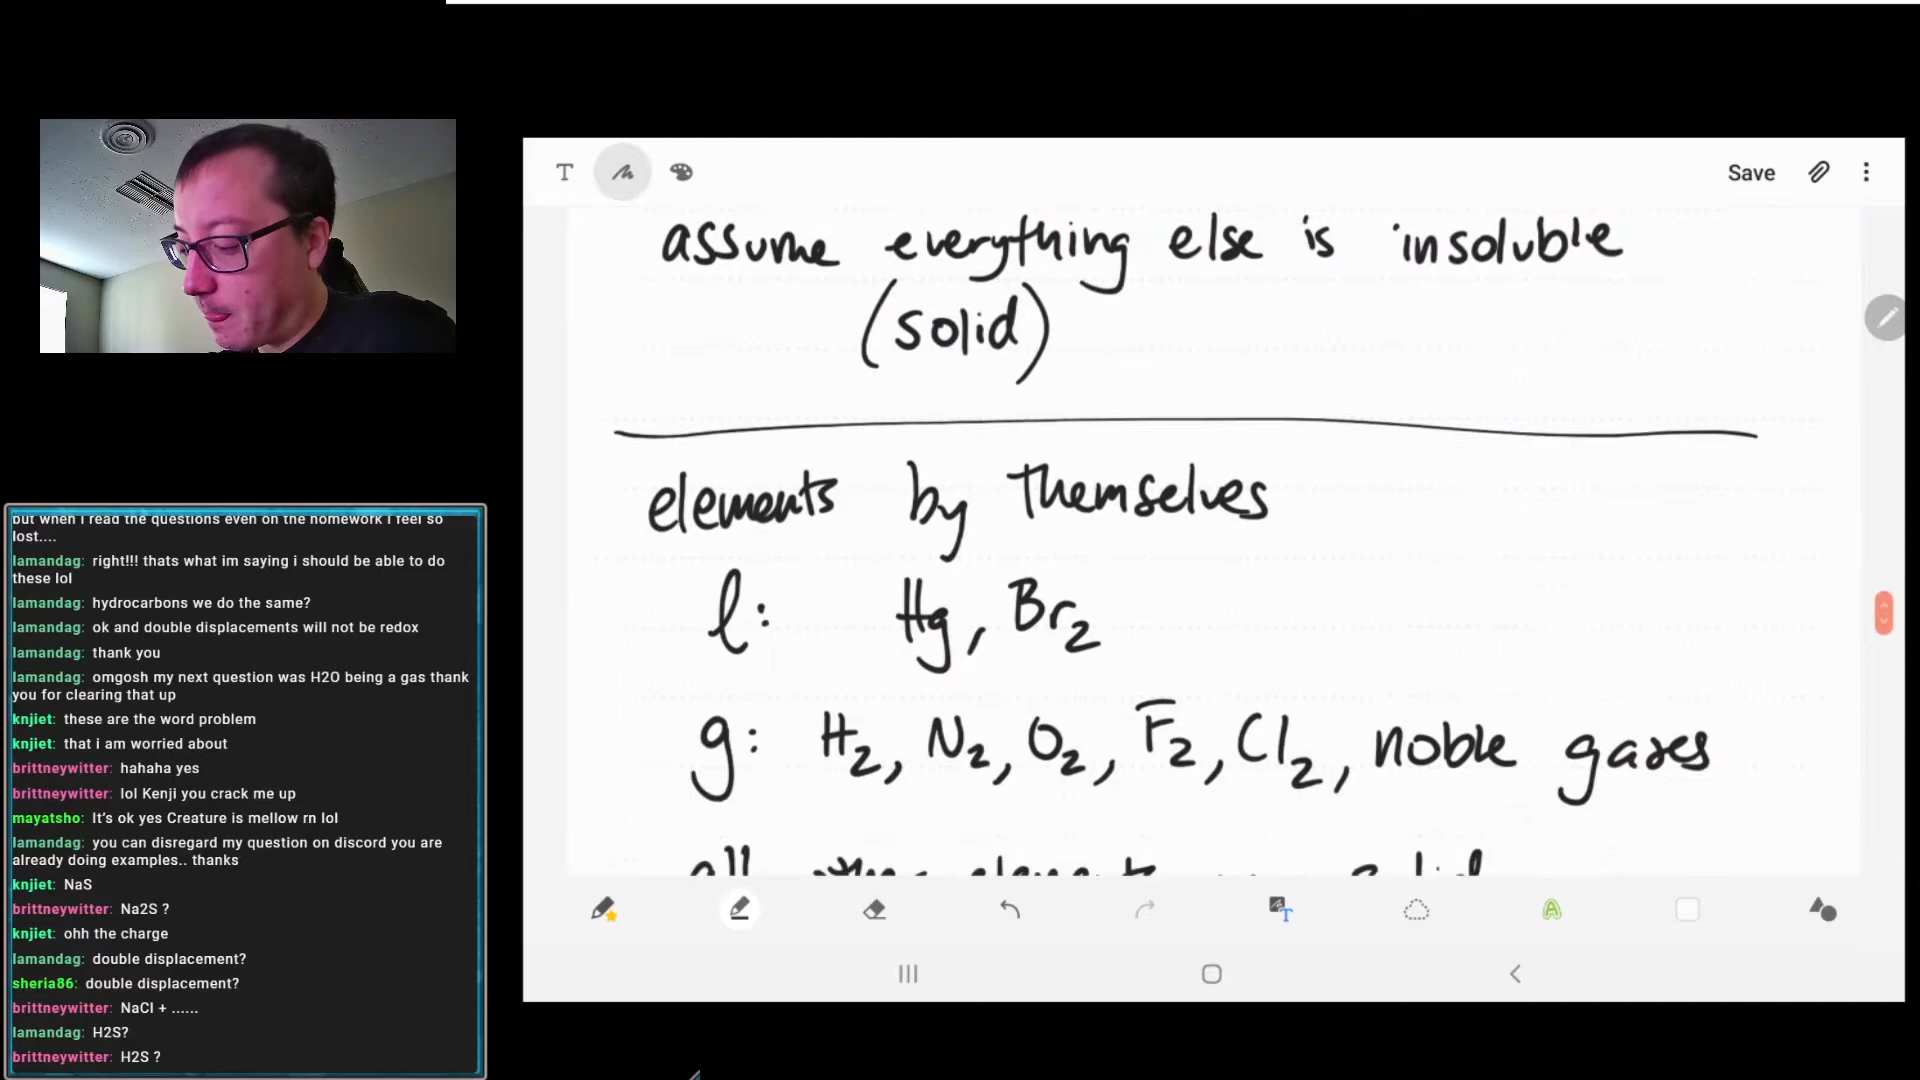 Save
assume everything else is insoluble
(solid)
elements by themselves
l: Hg, Br2
g: H2, N2, O2, F2, Cl2, noble gases
all other elements are solid
but when I read the questions even on the homework I feel so
lost....
lamandag: right!!! thats what im saying i should be able to do
these lol
lamandag: hydrocarbons we do the same?
lamandag: ok and double displacements will not be redox
lamandag: thank you
lamandag: omgosh my next question was H2O being a gas thank
you for clearing that up
knjiet: these are the word problem
knjiet: that i am worried about
brittneywitter: hahaha yes
brittneywitter: lol Kenji you crack me up
mayatsho: It's ok yes Creature is mellow rn lol
lamandag: you can disregard my question on discord you are
already doing examples.. thanks
knjiet: NaS
brittneywitter: Na2S ?
knjiet: ohh the charge
lamandag: double displacement?
sheria86: double displacement?
brittneywitter: NaCl + ......
lamandag: H2S?
brittneywitter: H2S ?